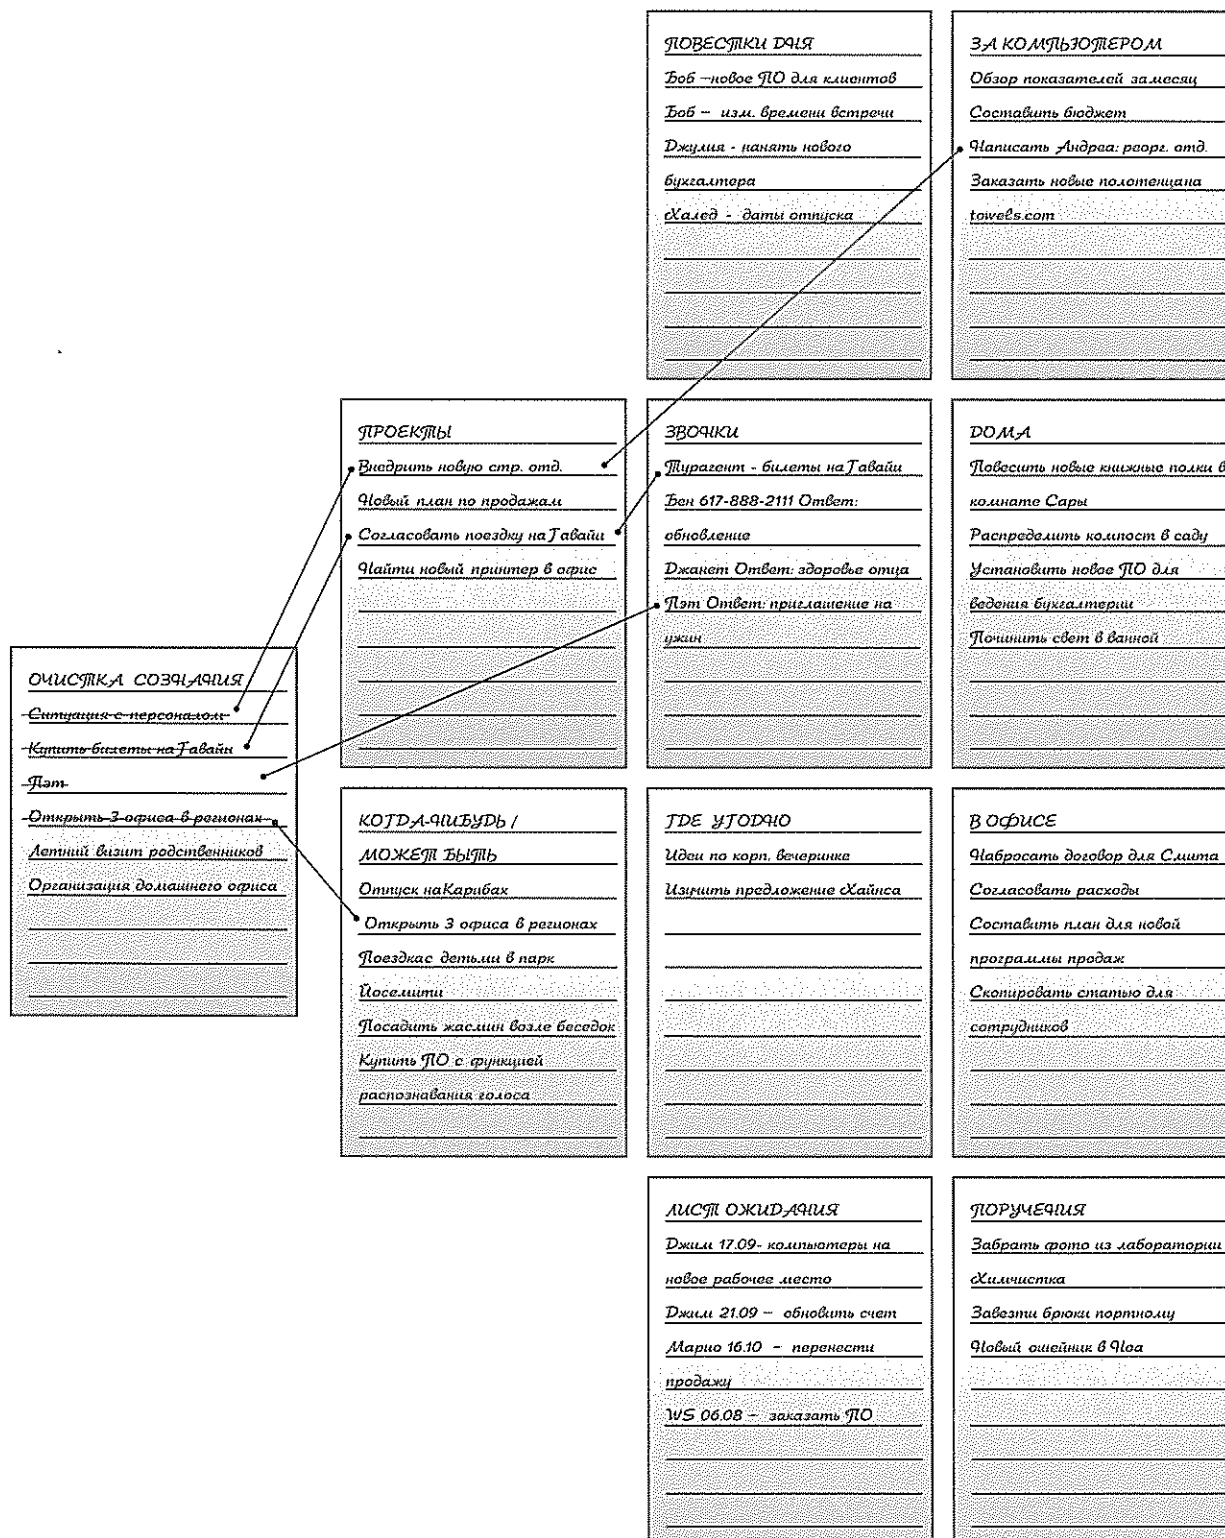 ПОВЕСТКИ ДНЯ
Боб –новое ПО для клиентов
Боб – изм. времени встречи
Джулия - нанять нового
бухгалтера
Халед - даты отпуска
ЗА КОМПЬЮТЕРОМ
Обзор показателей замесяц
Составить бюджет
Написать Андреа: реорг. отд.
Заказать новые полотенцана
towels.com
ПРОЕКТЫ
Внедрить новую стр. отд.
Новый план по продажам
Согласовать поездку на Гавайи
Найти новый принтер в офис
ЗВОНКИ
Турагент - билеты на Гавайи
Бен 617-888-2111 Ответ:
обновление
Джанет Ответ: здоровье отца
Пэт Ответ: приглашение на
ужин
ДОМА
Повесить новые книжные полки в
комнате Сары
Распределить компост в саду
Установить новое ПО для
ведения бухгалтерии
Починить свет в ванной
ОЧИСТКА СОЗНАНИЯ
Ситуация с персоналом
Купить билеты на Гавайи
Пэт
Открыть 3 офиса в регионах
Летний визит родственников
Организация домашнего офиса
КОГДА-НИБУДЬ /
МОЖЕТ БЫТЬ
Отпуск наКарибах
Открыть 3 офиса в регионах
Поездкас детьми в парк
Йосемити
Посадить жасмин возле беседок
Купить ПО с функцией
распознавания голоса
ГДЕ УГОДНО
Идеи по корп. вечеринке
Изучить предложение Хайнса
В ОФИСЕ
Набросать договор для Смита
Согласовать расходы
Составить план для новой
программы продаж
Скопировать статью для
сотрудников
ЛИСТ ОЖИДАНИЯ
Джим 17.09- компьютеры на
новое рабочее место
Джим 21.09 – обновить счет
Марио 16.10 - перенести
продажу
WS 06.08 – заказать ПО
ПОРУЧЕНИЯ
Забрать фото из лаборатории
Химчистка
Завезти брюки портному
Новый ошейник в Ноа